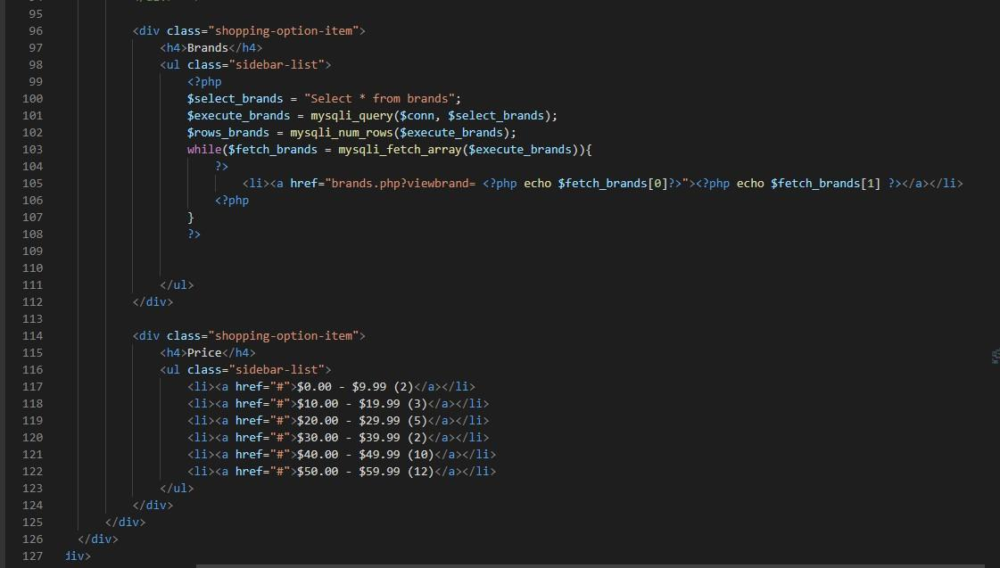 95
96 <div class="shopping-option-item">
97 <h4>Brands</h4>
98 <ul class="sidebar-list">
99 <?php
100 $select_brands = "Select * from brands";
101 $execute_brands = mysqli_query($conn, $select_brands);
102 $rows_brands = mysqli_num_rows($execute_brands);
103 while($fetch_brands = mysqli_fetch_array($execute_brands)){
104 ?>
105 <li><a href="brands.php?viewbrand= <?php echo $fetch_brands[0]?>"><?php echo $fetch_brands[1] ?></a></li>
106 <?php
107 }
108 ?>
109
110
111 </ul>
112 </div>
113
114 <div class="shopping-option-item">
115 <h4>Price</h4>
116 <ul class="sidebar-list">
117 <li><a href="#">$0.00 - $9.99 (2)</a></li>
118 <li><a href="#">$10.00 - $19.99 (3)</a></li>
119 <li><a href="#">$20.00 - $29.99 (5)</a></li>
120 <li><a href="#">$30.00 - $39.99 (2)</a></li>
121 <li><a href="#">$40.00 - $49.99 (10)</a></li>
122 <li><a href="#">$50.00 - $59.99 (12)</a></li>
123 </ul>
124 </div>
125 </div>
126 </div>
127 div>